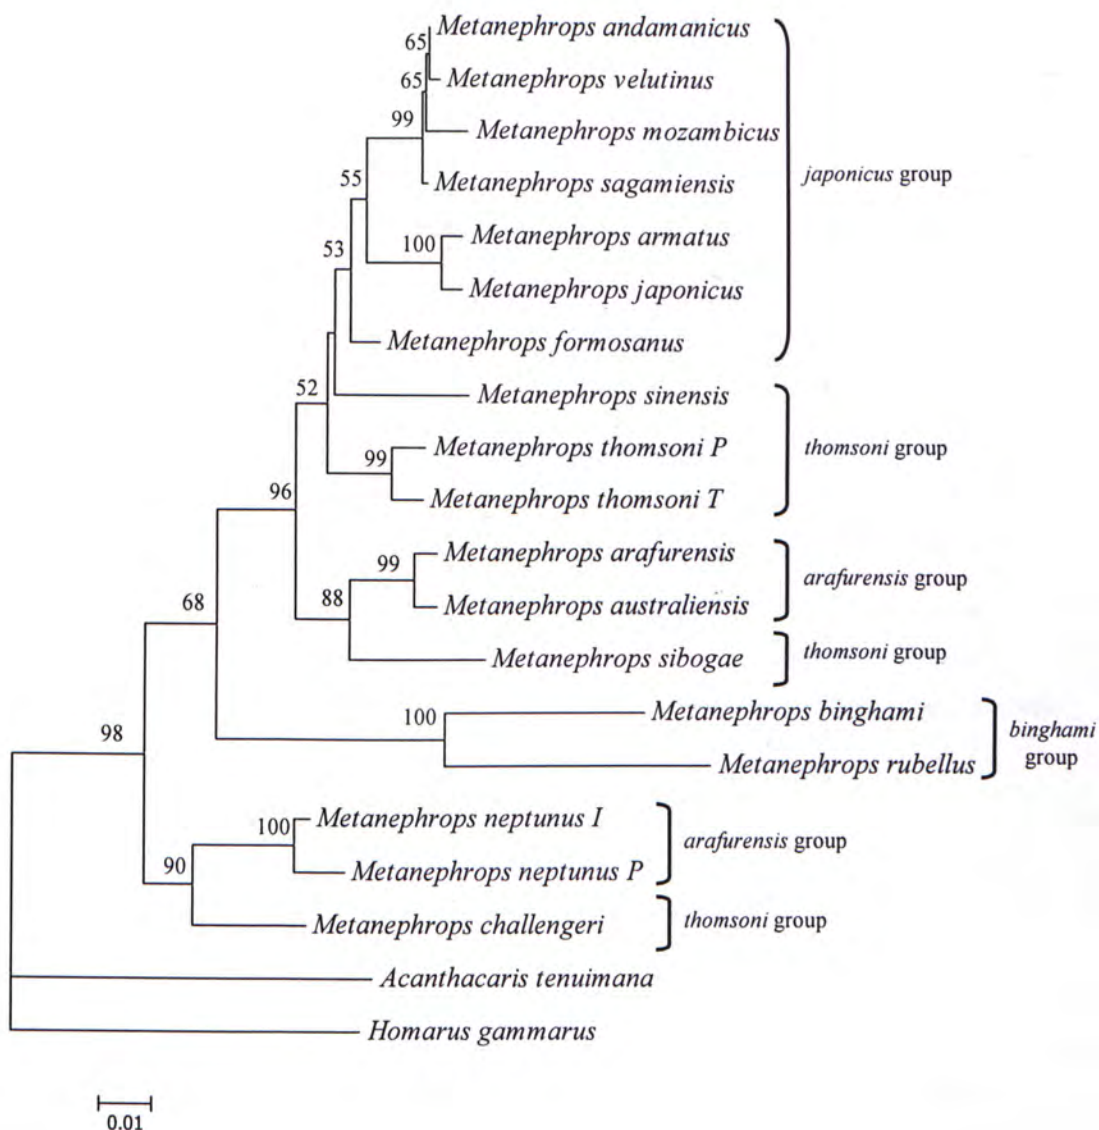 Metanephrops andamanicus
65
Metanephrops velutinus
65
Metanephrops mozambicus
99
japonicus group
Metanephrops sagamiensis
55
Metanephrops armatus
100
53
Metanephrops japonicus
Metanephrops formosanus
Metanephrops sinensis
52
Metanephrops thomsoni P
thomsoni group
99
Metanephrops thomsoni T
96
Metanephrops arafurensis
99
arafurensis group
Metanephrops australiensis
88
68
Metanephrops sibogae
thomsoni group
Metanephrops binghami
100
binghami
group
98
Metanephrops rubellus
Metanephrops neptunus I
100
arafurensis group
Metanephrops neptunus P
90
Metanephrops challengeri
thomsoni group
Acanthacaris tenuimana
Homarus gammarus
0.01